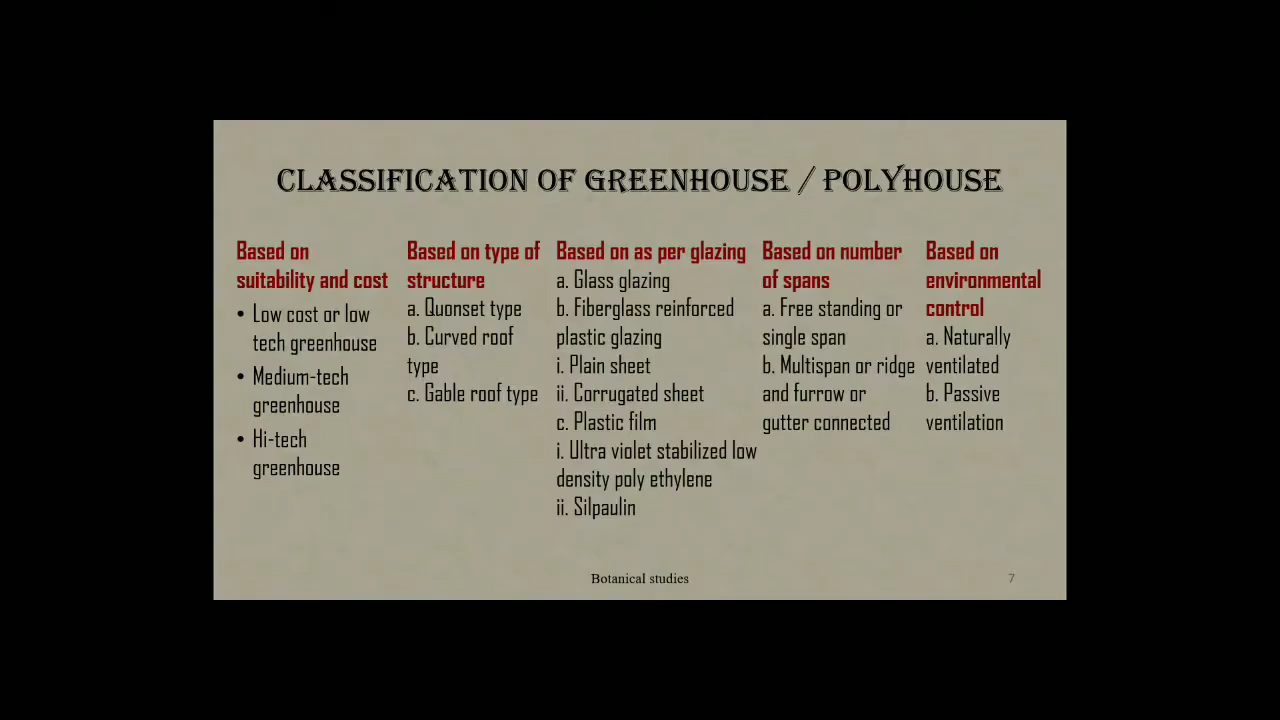 CLASSIFICATION OF GREENHOUSE / POLYHOUSE
Based on
suitability and cost
• Low cost or low
tech greenhouse
• Medium-tech
greenhouse
• Hi-tech
greenhouse
Based on type of
structure
a. Quonset type
b. Curved roof
type
c. Gable roof type
Based on as per glazing
a. Glass glazing
b. Fiberglass reinforced
plastic glazing
i. Plain sheet
ii. Corrugated sheet
c. Plastic film
i. Ultra violet stabilized low
density poly ethylene
ii. Silpaulin
Based on number
of spans
a. Free standing or
single span
b. Multispan or ridge
and furrow or
gutter connected
Based on
environmental
control
a. Naturally
ventilated
b. Passive
ventilation
Botanical studies
7